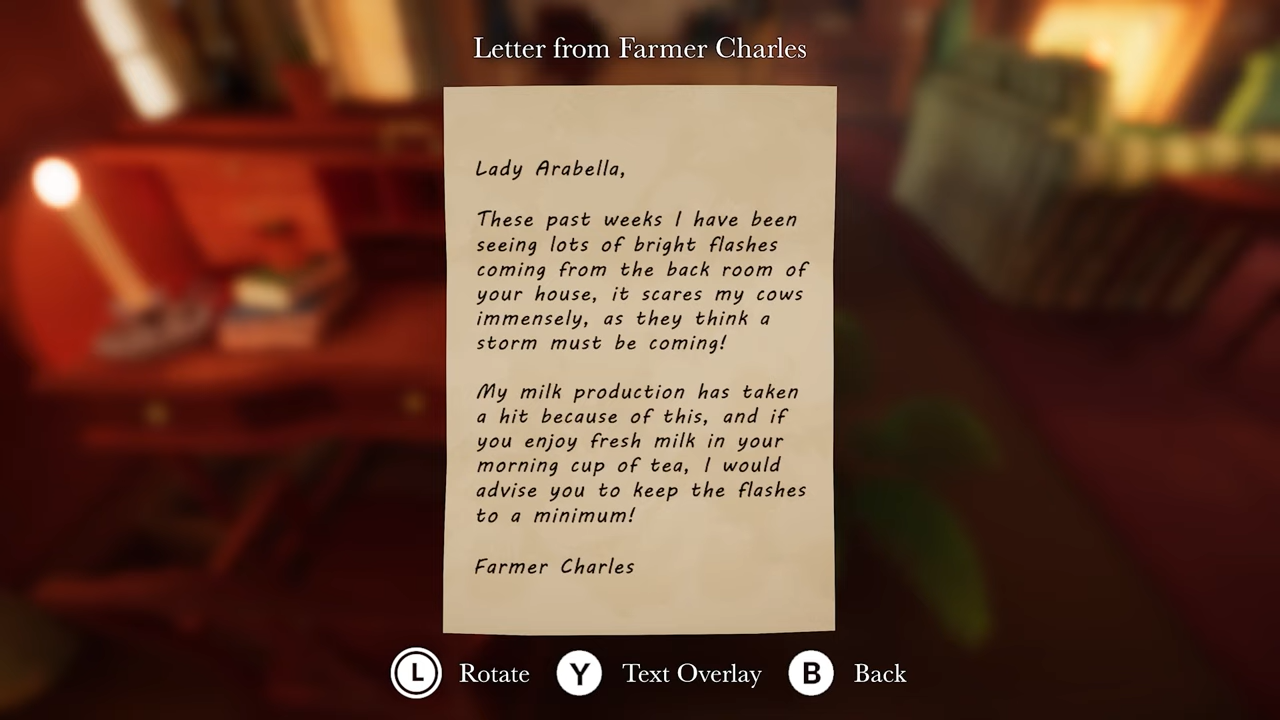 Letter from Farmer Charles
Lady Arabella,
These past weeks I have been
seeing lots of bright flashes
coming from the back room of
your house, it scares my cows
immensely, as they think a
storm must be coming!
My milk production has taken
a hit because of this, and if
you enjoy fresh milk in your
morning cup of tea, I would
advise you to keep the flashes
to a minimum!
Farmer Charles
L Rotate Y Text Overlay B Back